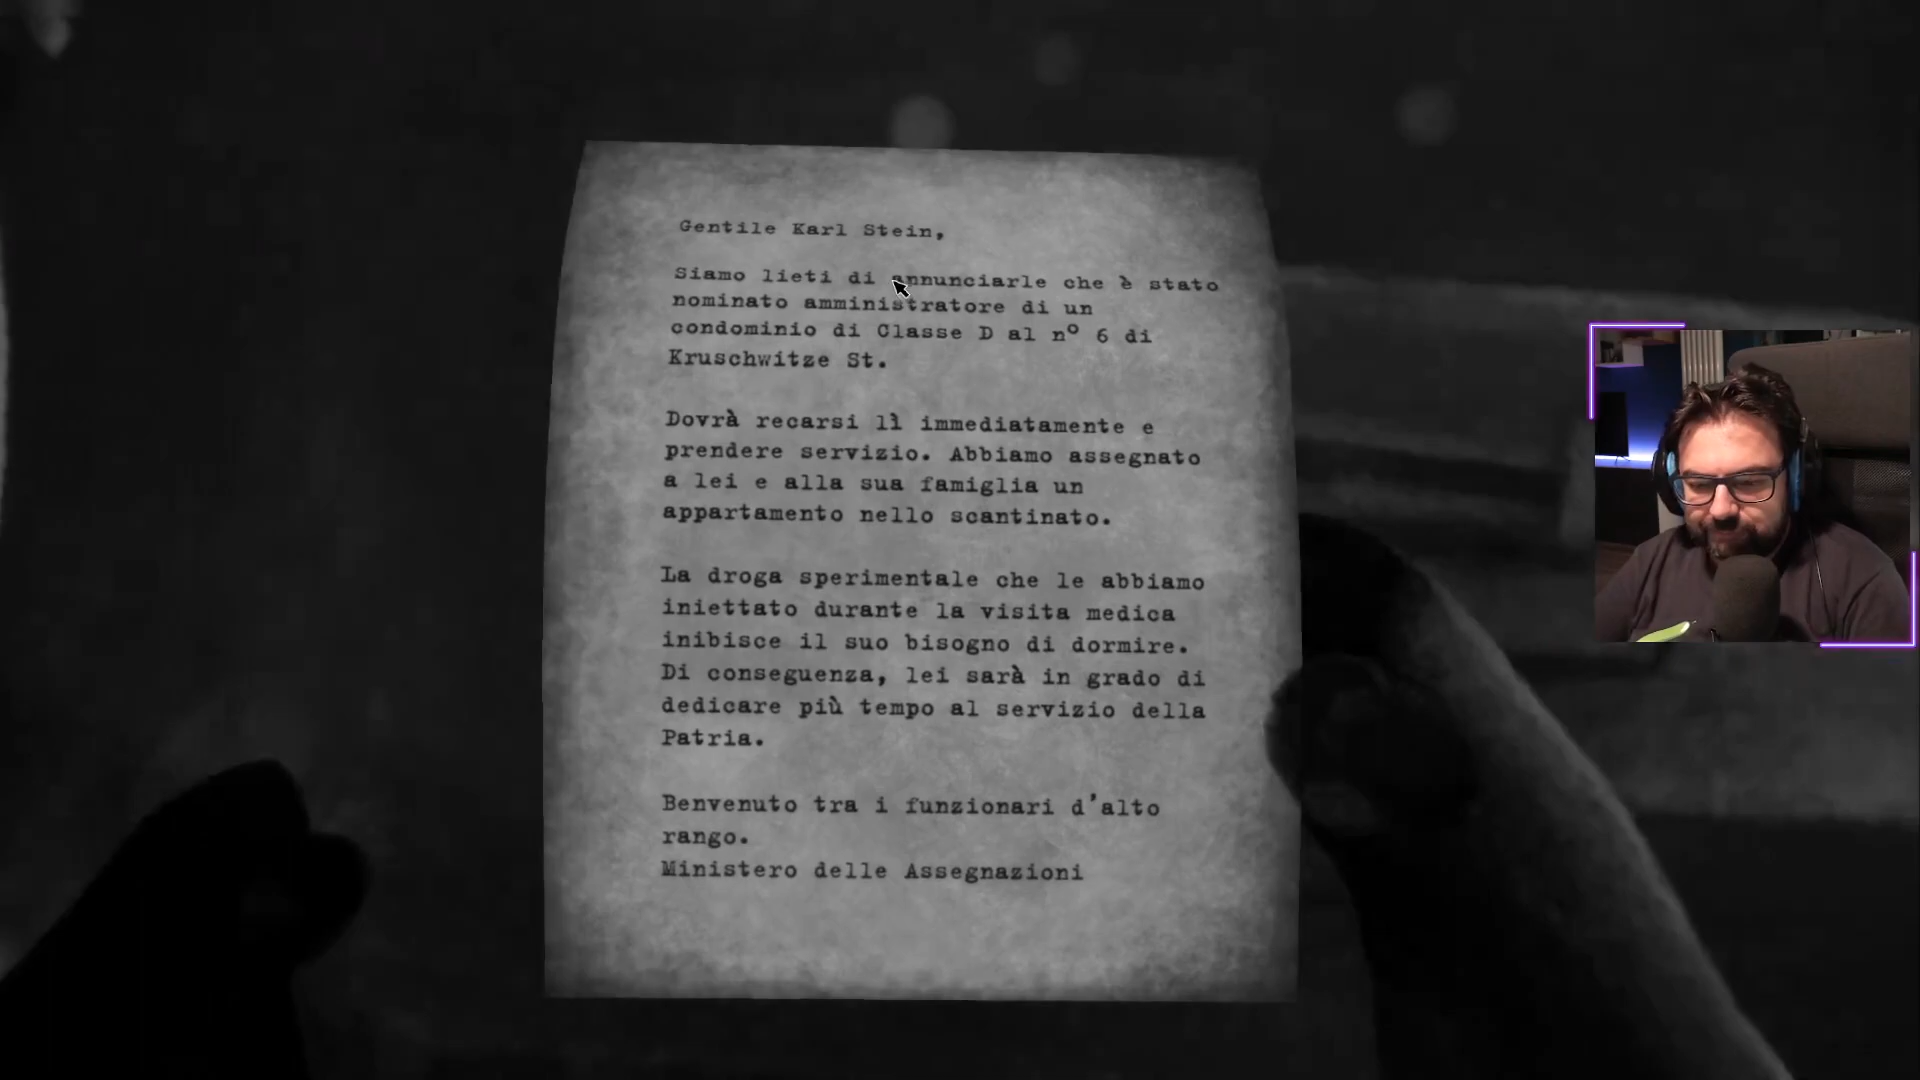 Gentile Karl Stein,
Siamo lieti di annunciarle che è stato
nominato amministratore di un
condominio di Classe D al nº 6 di
Kruschwitze St.
Dovrà recarsi lì immediatamente e
prendere servizio. Abbiamo assegnato
a lei e alla sua famiglia un
appartamento nello scantinato.
La droga sperimentale che le abbiamo
iniettato durante la visita medica
inibisce il suo bisogno di dormire.
Di conseguenza, lei sarà in grado di
dedicare più tempo al servizio della
Patria.
Benvenuto tra i funzionari d'alto
rango.
Ministero delle Assegnazioni